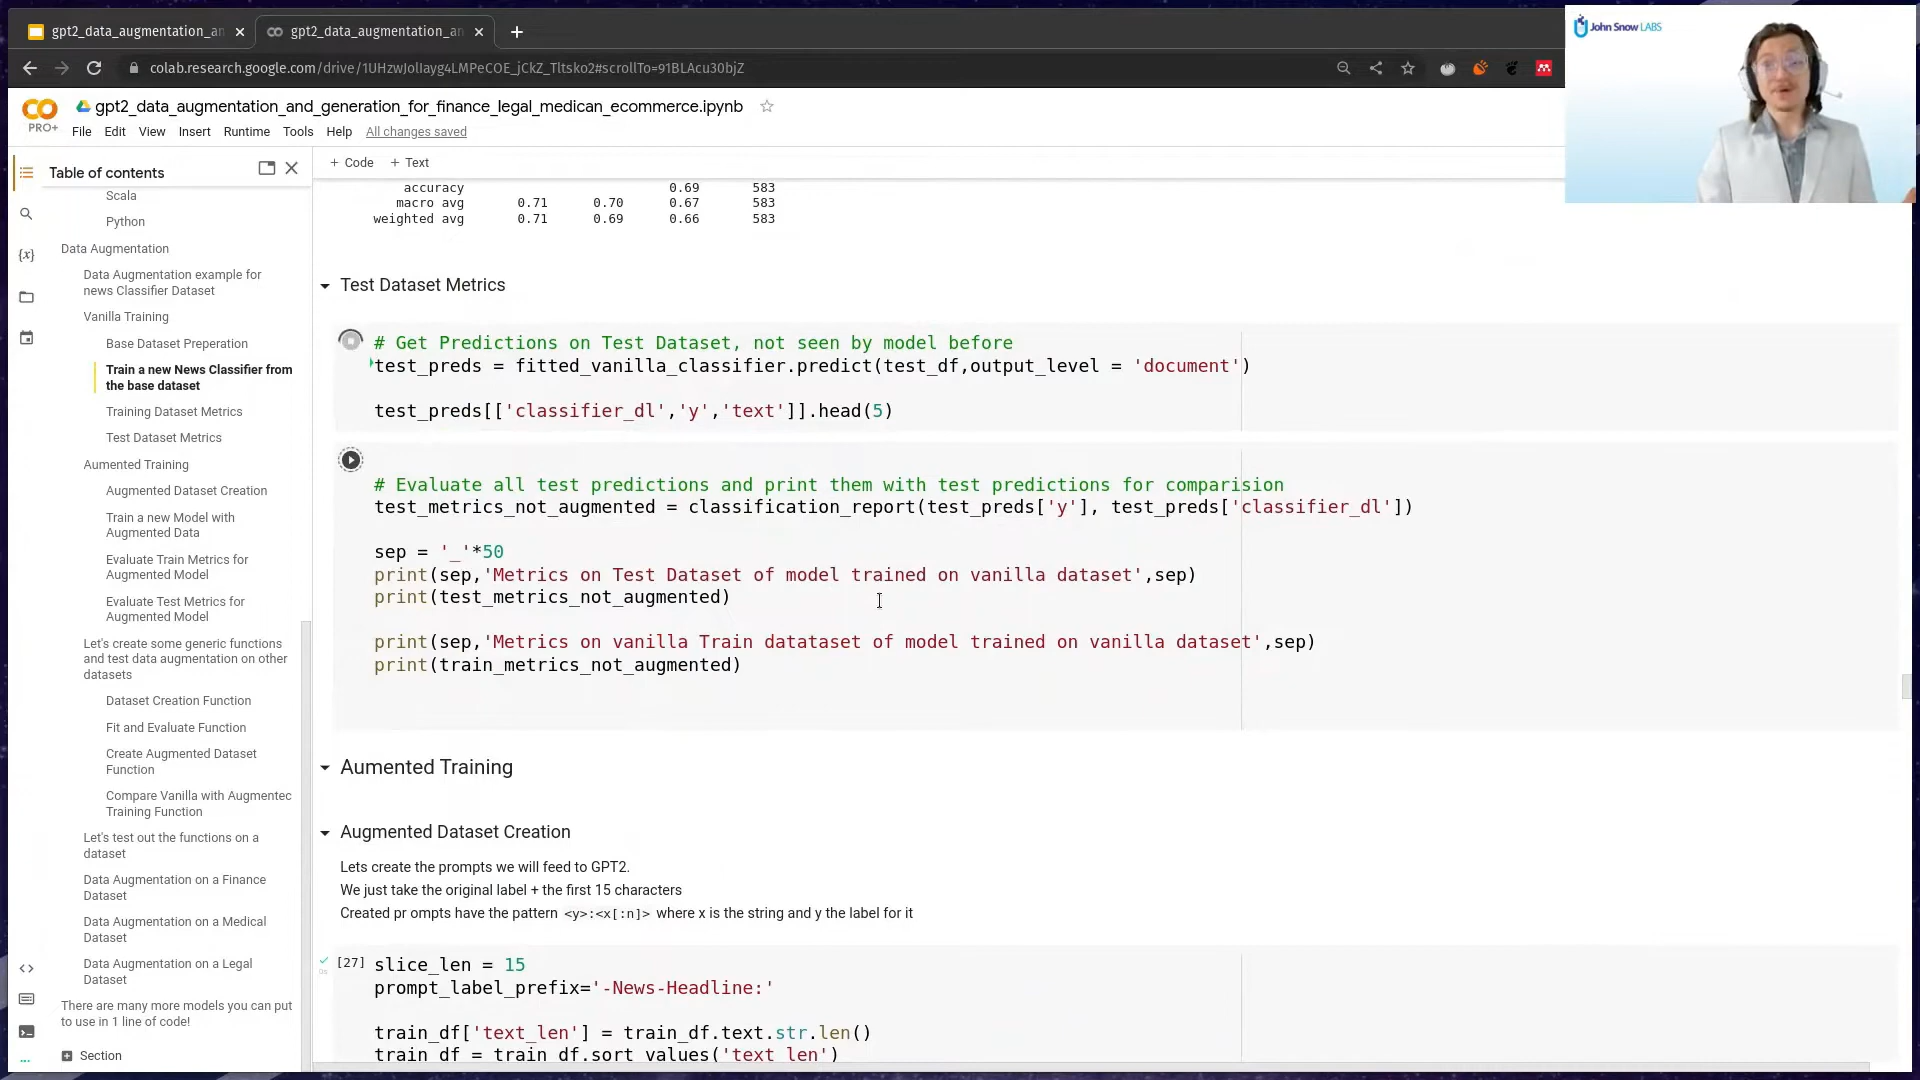 gpt2_data_augmentation_an
gpt2_data_augmentation_an
colab.research.google.com/drive/1UHzwJolIayg4LMPeCOE_jCkZ_Tltsko2#scrollTo=91BLAcu30bjZ
John Snow LABS
PRO+
gpt2_data_augmentation_and_generation_for_finance_legal_medican_ecommerce.ipynb
File Edit View Insert Runtime Tools Help All changes saved
Table of contents
+ Code + Text
Scala
Python
Data Augmentation
Data Augmentation example for
news Classifier Dataset
Vanilla Training
Base Dataset Preperation
Train a new News Classifier from
the base dataset
Training Dataset Metrics
Test Dataset Metrics
Aumented Training
Augmented Dataset Creation
Train a new Model with
Augmented Data
Evaluate Train Metrics for
Augmented Model
Evaluate Test Metrics for
Augmented Model
Let's create some generic functions
and test data augmentation on other
datasets
Dataset Creation Function
Fit and Evaluate Function
Create Augmented Dataset
Function
Compare Vanilla with Augmentec
Training Function
Let's test out the functions on a
dataset
Data Augmentation on a Finance
Dataset
Data Augmentation on a Medical
Dataset
Data Augmentation on a Legal
Dataset
There are many more models you can put
to use in 1 line of code!
Section
accuracy 0.69 583
macro avg 0.71 0.70 0.67 583
weighted avg 0.71 0.69 0.66 583
Test Dataset Metrics
# Get Predictions on Test Dataset, not seen by model before
test_preds = fitted_vanilla_classifier.predict(test_df,output_level = 'document')
test_preds[['classifier_dl','y','text']].head(5)
# Evaluate all test predictions and print them with test predictions for comparision
test_metrics_not_augmented = classification_report(test_preds['y'], test_preds['classifier_dl'])
sep = '_'*50
print(sep,'Metrics on Test Dataset of model trained on vanilla dataset',sep)
print(test_metrics_not_augmented)
print(sep,'Metrics on vanilla Train datataset of model trained on vanilla dataset',sep)
print(train_metrics_not_augmented)
Aumented Training
Augmented Dataset Creation
Lets create the prompts we will feed to GPT2.
We just take the original label + the first 15 characters
Created pr ompts have the pattern <y>:<x[:n]> where x is the string and y the label for it
[27] slice_len = 15
prompt_label_prefix='-News-Headline:'
train_df['text_len'] = train_df.text.str.len()
train_df = train_df.sort_values('text_len')